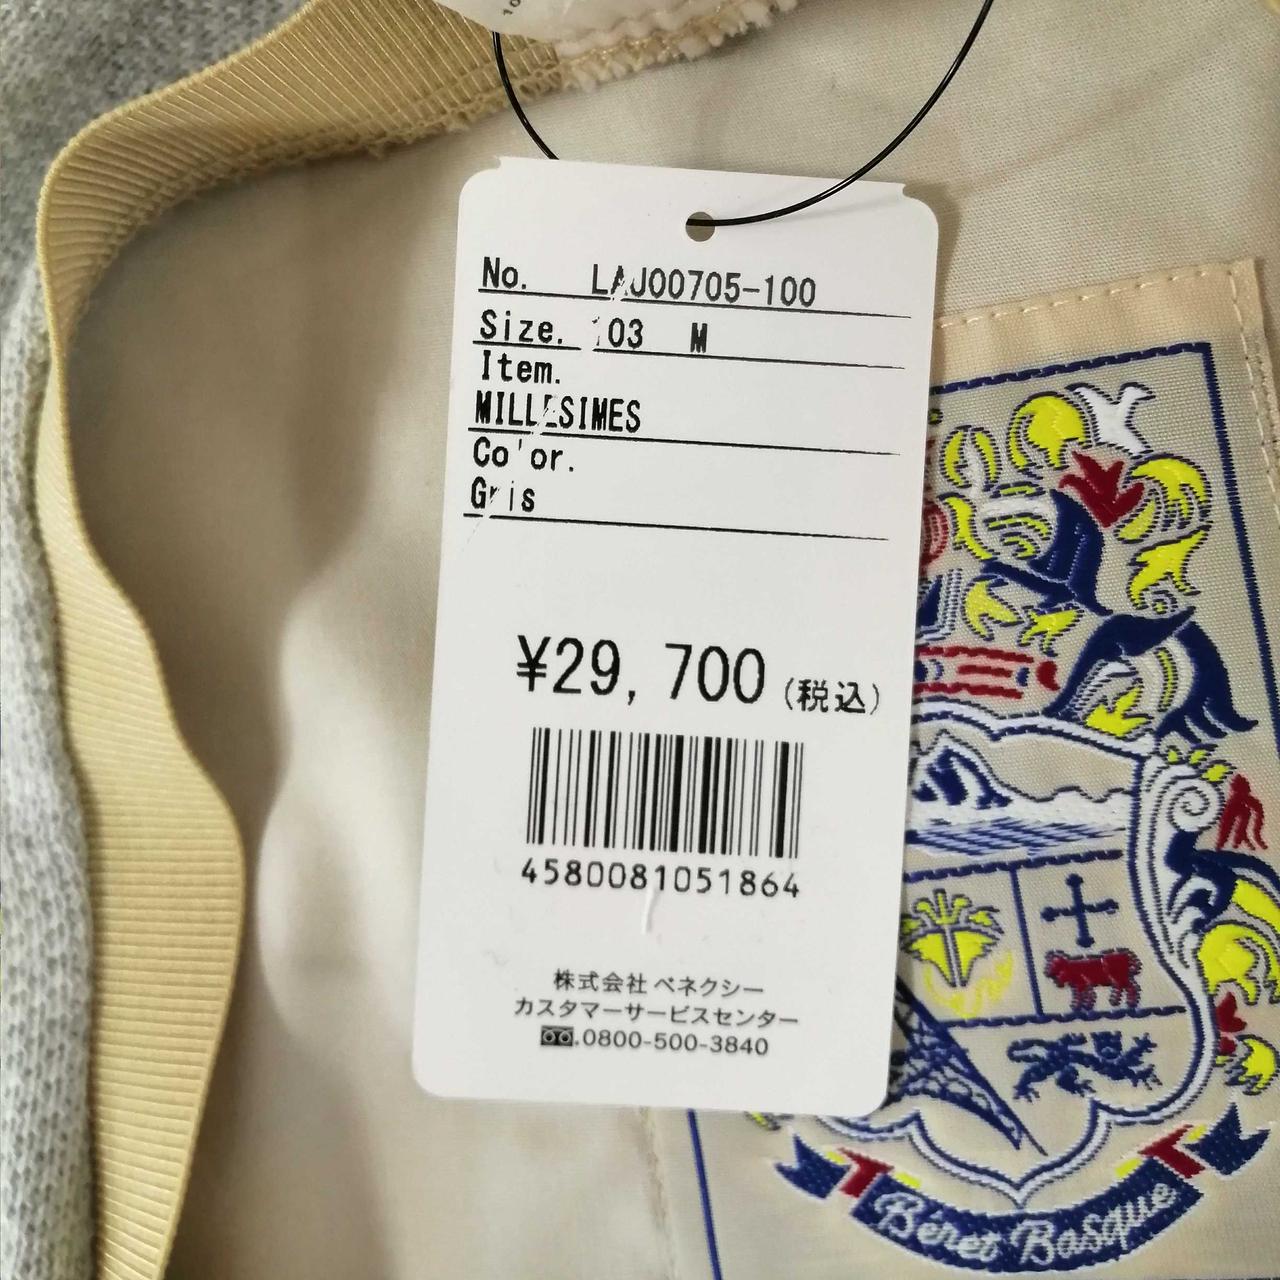 No. LAJ00705-100
Size. 103 M
Item.
MILLESIMES
Co'or.
Gris
¥29,700(税込)
4580081051864
株式会社 ベネクシー
カスタマーサービスセンター
.0800-500-3840
Béret Basque